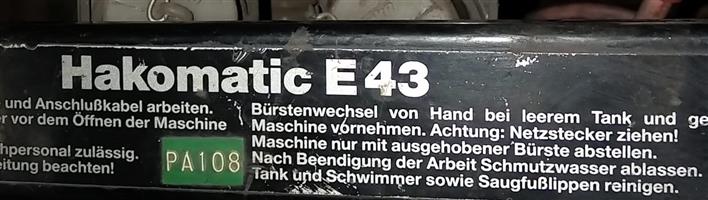 Hakomatic E 43
und Anschlußkabel arbeiten.
er vor dem Öffnen der Maschine
hpersonal zulässig.
eitung beachten!
PA108
Bürstenwechsel von Hand bei leerem Tank und ge
Maschine vornehmen. Achtung: Netzstecker ziehen!
Maschine nur mit ausgehobener Bürste abstellen.
Nach Beendigung der Arbeit Schmutzwasser ablassen.
Tank und Schwimmer sowie Saugfußlippen reinigen.